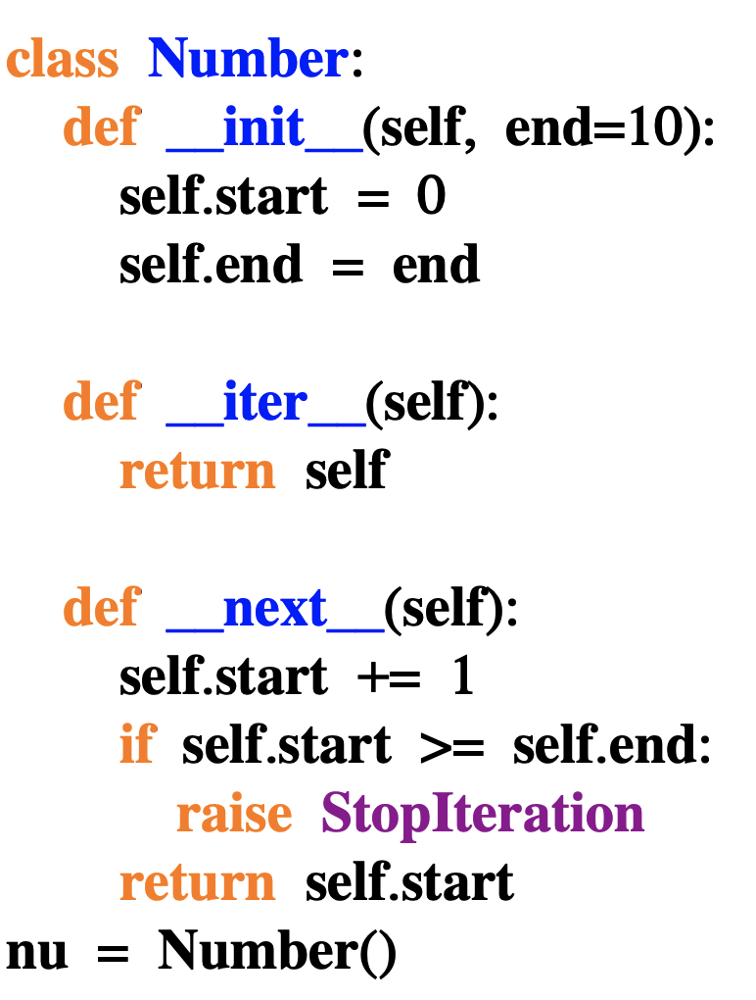 class Number:
  def __init__(self, end=10):
    self.start = 0
    self.end = end

  def __iter__(self):
    return self

  def __next__(self):
    self.start += 1
    if self.start >= self.end:
      raise StopIteration
    return self.start
nu = Number()